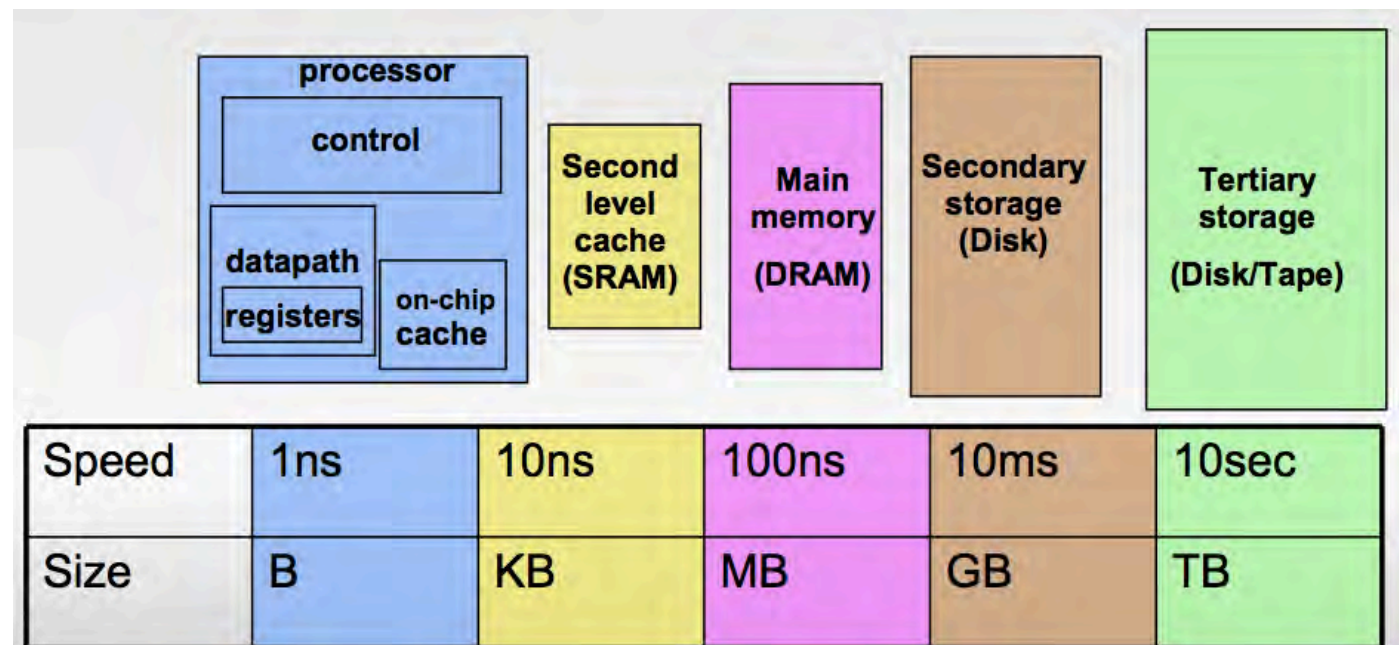 processor
control
datapath
registers
on-chip
cache
Second
level
cache
(SRAM)
Main
memory
(DRAM)
Secondary
storage
(Disk)
Tertiary
storage
(Disk/Tape)
Speed 1ns 10ns 100ns 10ms 10sec
Size B KB MB GB TB